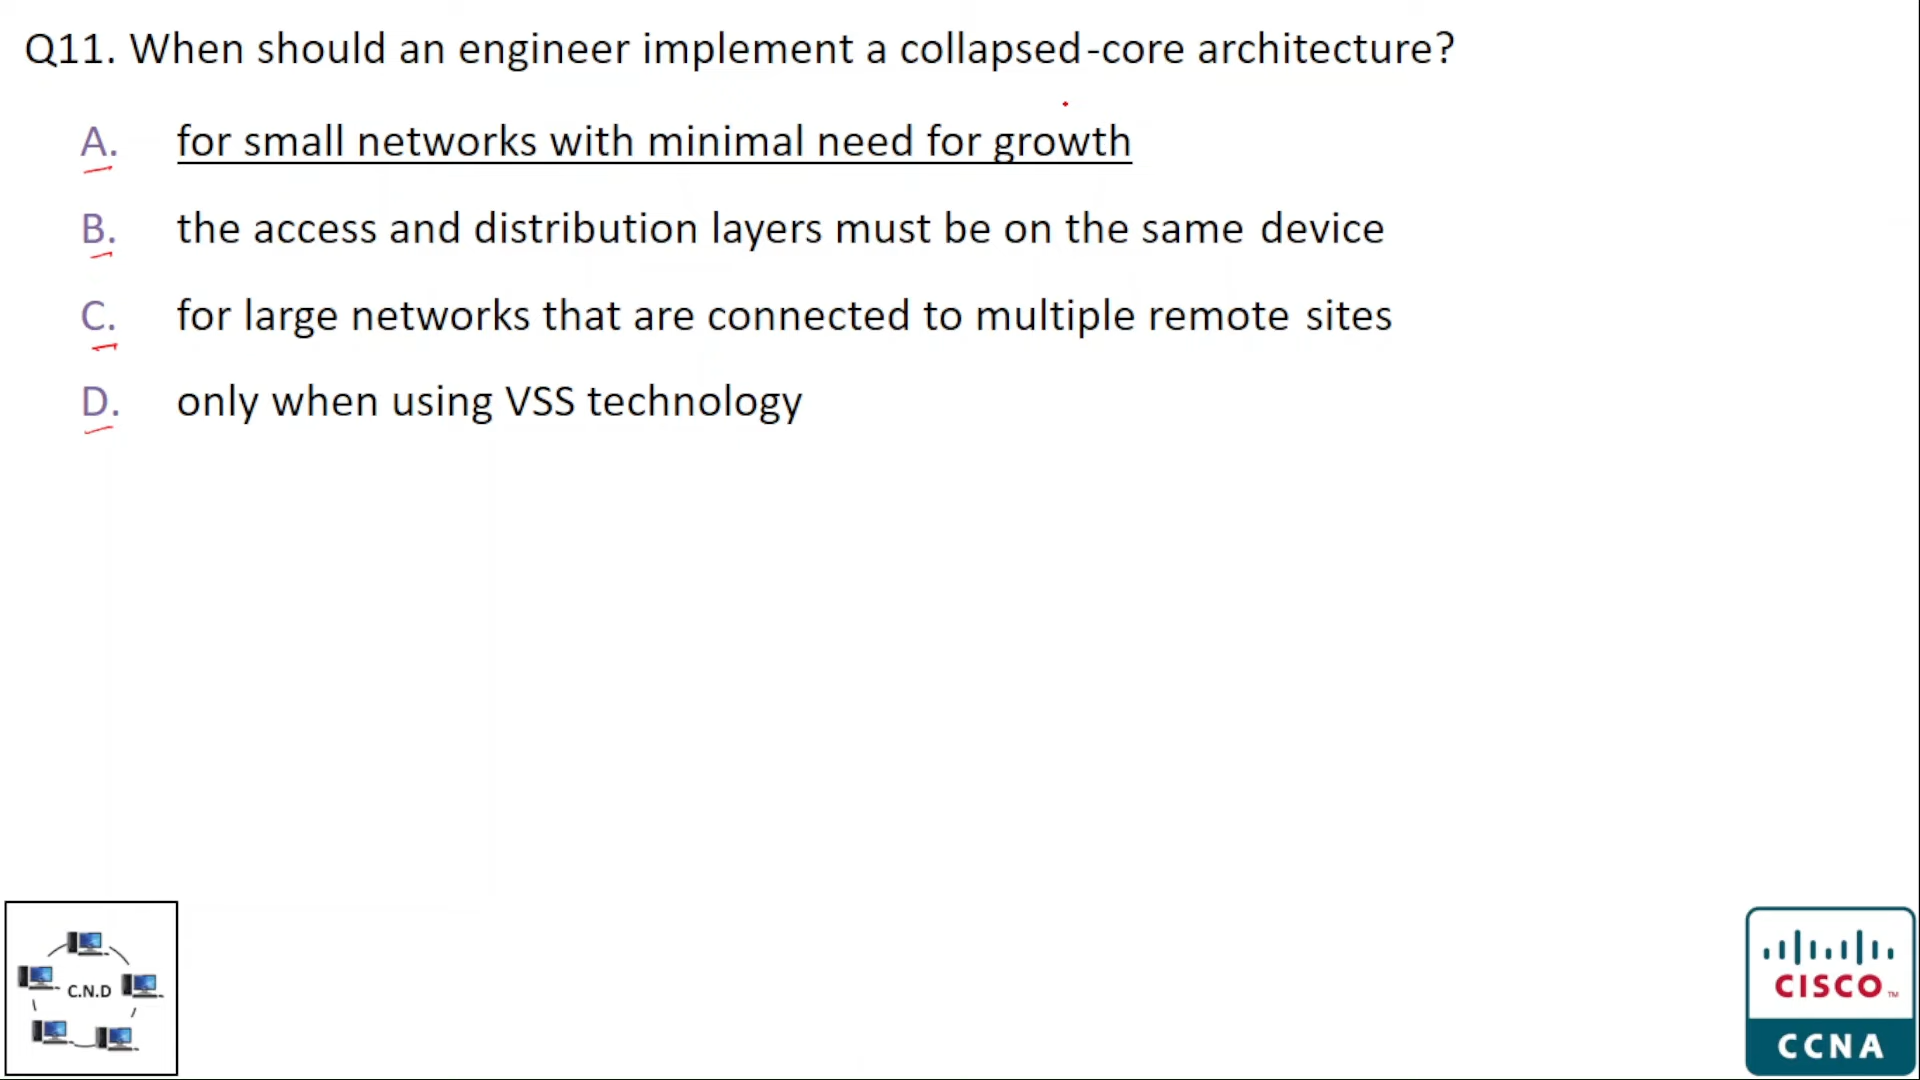 Q11. When should an engineer implement a collapsed-core architecture?
A. for small networks with minimal need for growth
B. the access and distribution layers must be on the same device
C. for large networks that are connected to multiple remote sites
D. only when using VSS technology
C.N.D
CISCO™
CCNA